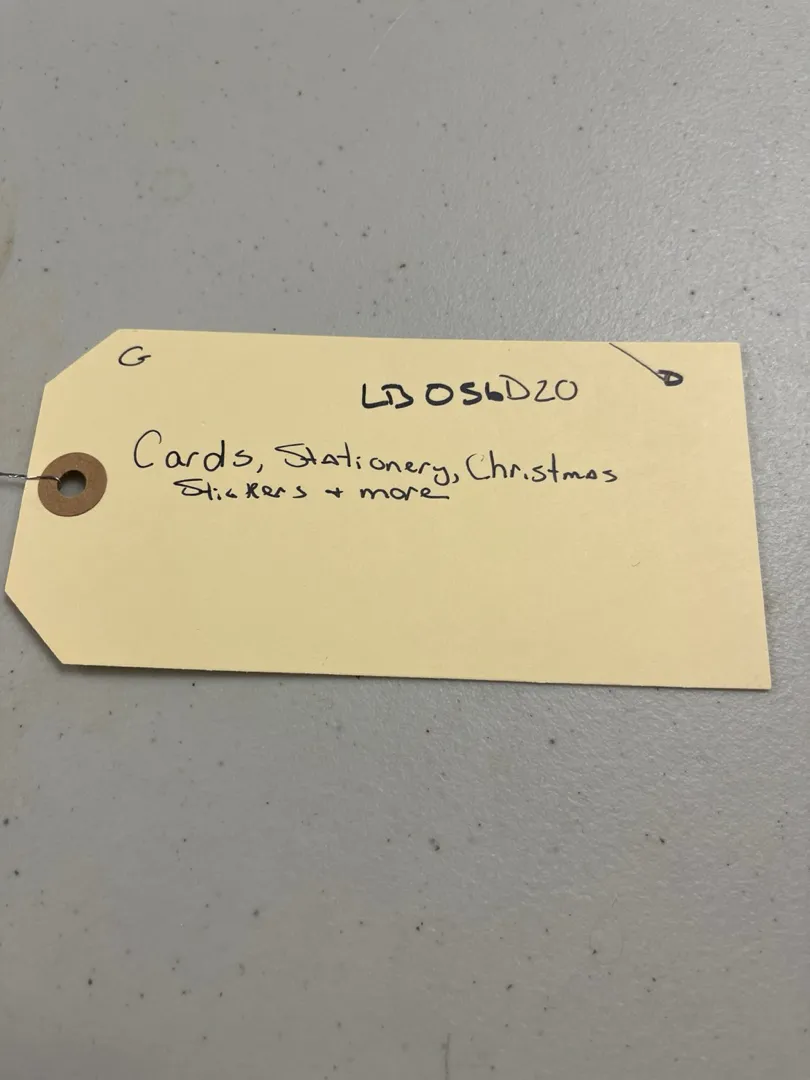 G
LB056D20
Cards, Stationery, Christmas
Stickers + more